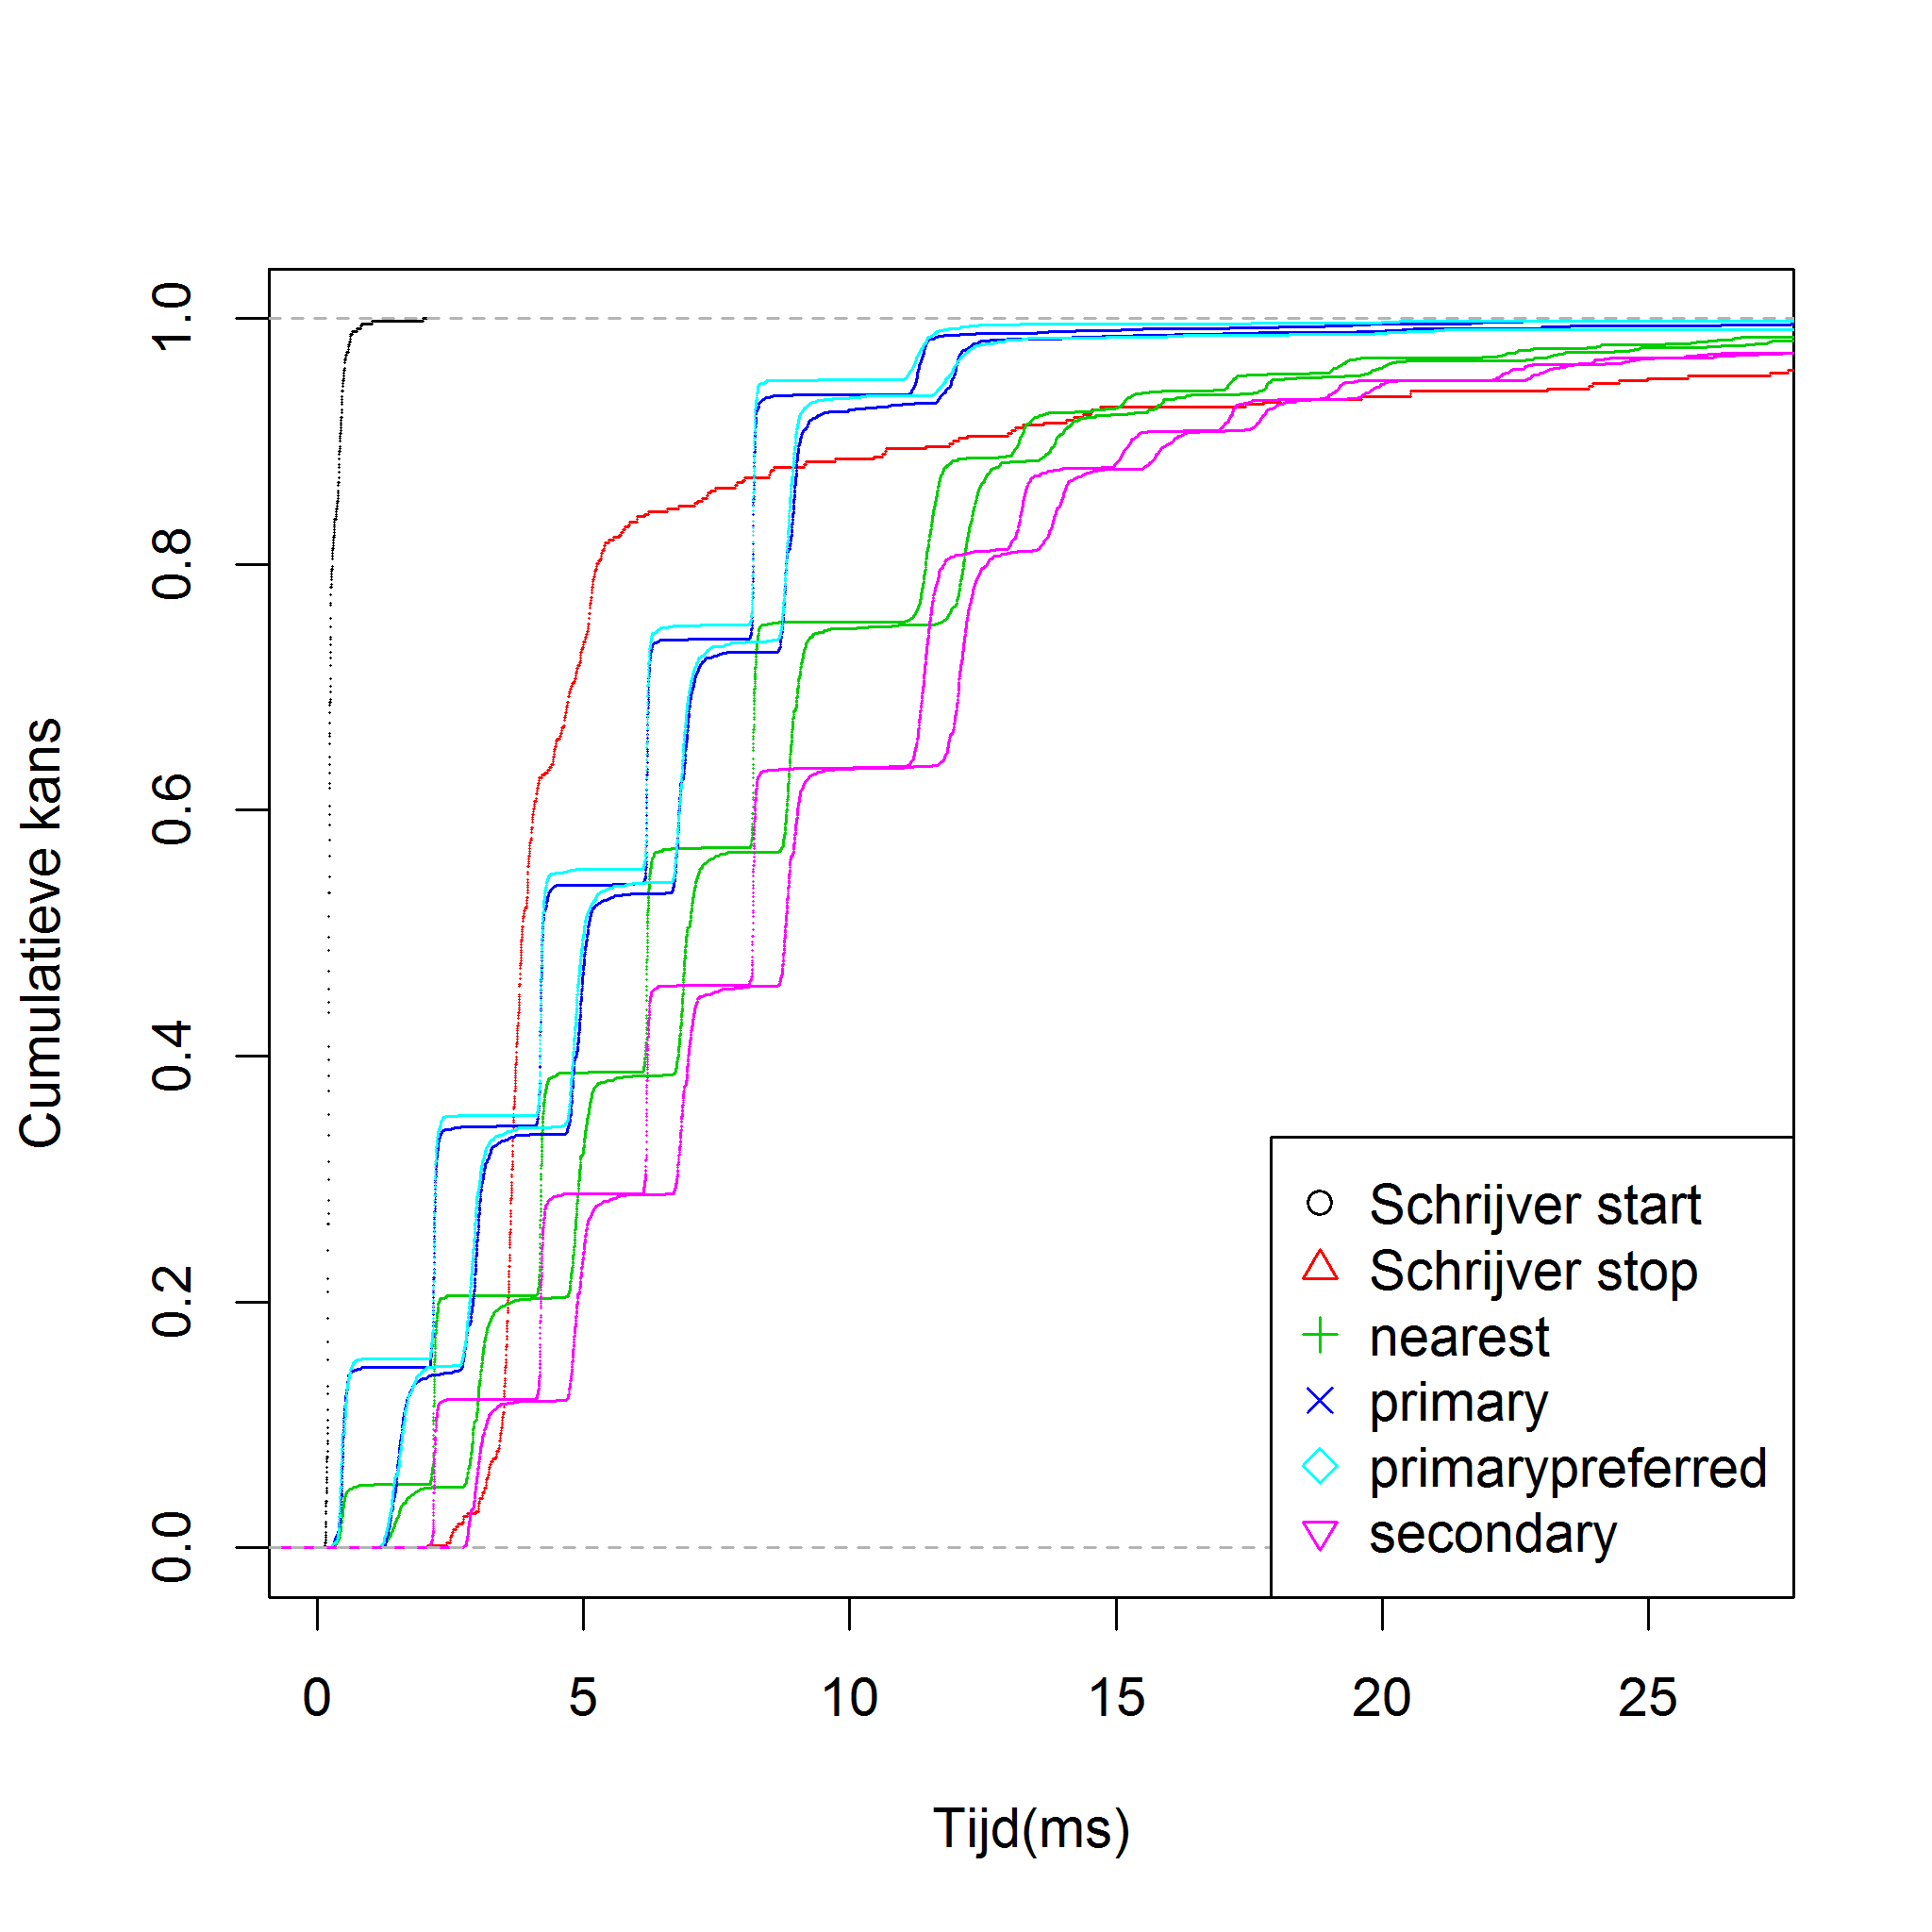 Cumulatieve kans
1.0
0.8
0.6
0.4
0.2
0.0
Schrijver start
Schrijver stop
nearest
primary
primarypreferred
secondary
0 5 10 15 20 25
Tijd(ms)